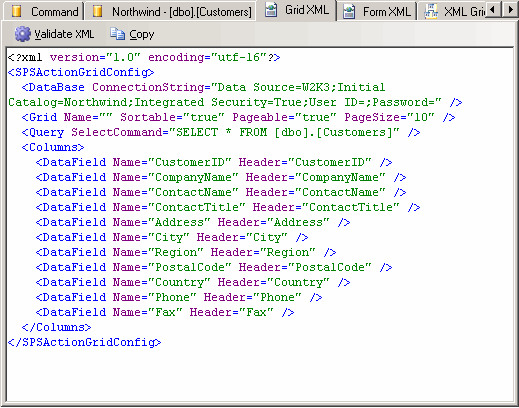 Command Northwind - [dbo].[Customers] Grid XML Form XML XML Grid
Validate XML Copy
<?xml version="1.0" encoding="utf-16"?>
<SPSActionGridConfig>
<DataBase ConnectionString="Data Source=W2K3;Initial
Catalog=Northwind;Integrated Security=True;User ID=;Password=" />
<Grid Name="" Sortable="true" Pageable="true" PageSize="10" />
<Query SelectCommand="SELECT * FROM [dbo].[Customers]" />
<Columns>
<DataField Name="CustomerID" Header="CustomerID" />
<DataField Name="CompanyName" Header="CompanyName" />
<DataField Name="ContactName" Header="ContactName" />
<DataField Name="ContactTitle" Header="ContactTitle" />
<DataField Name="Address" Header="Address" />
<DataField Name="City" Header="City" />
<DataField Name="Region" Header="Region" />
<DataField Name="PostalCode" Header="PostalCode" />
<DataField Name="Country" Header="Country" />
<DataField Name="Phone" Header="Phone" />
<DataField Name="Fax" Header="Fax" />
</Columns>
</SPSActionGridConfig>